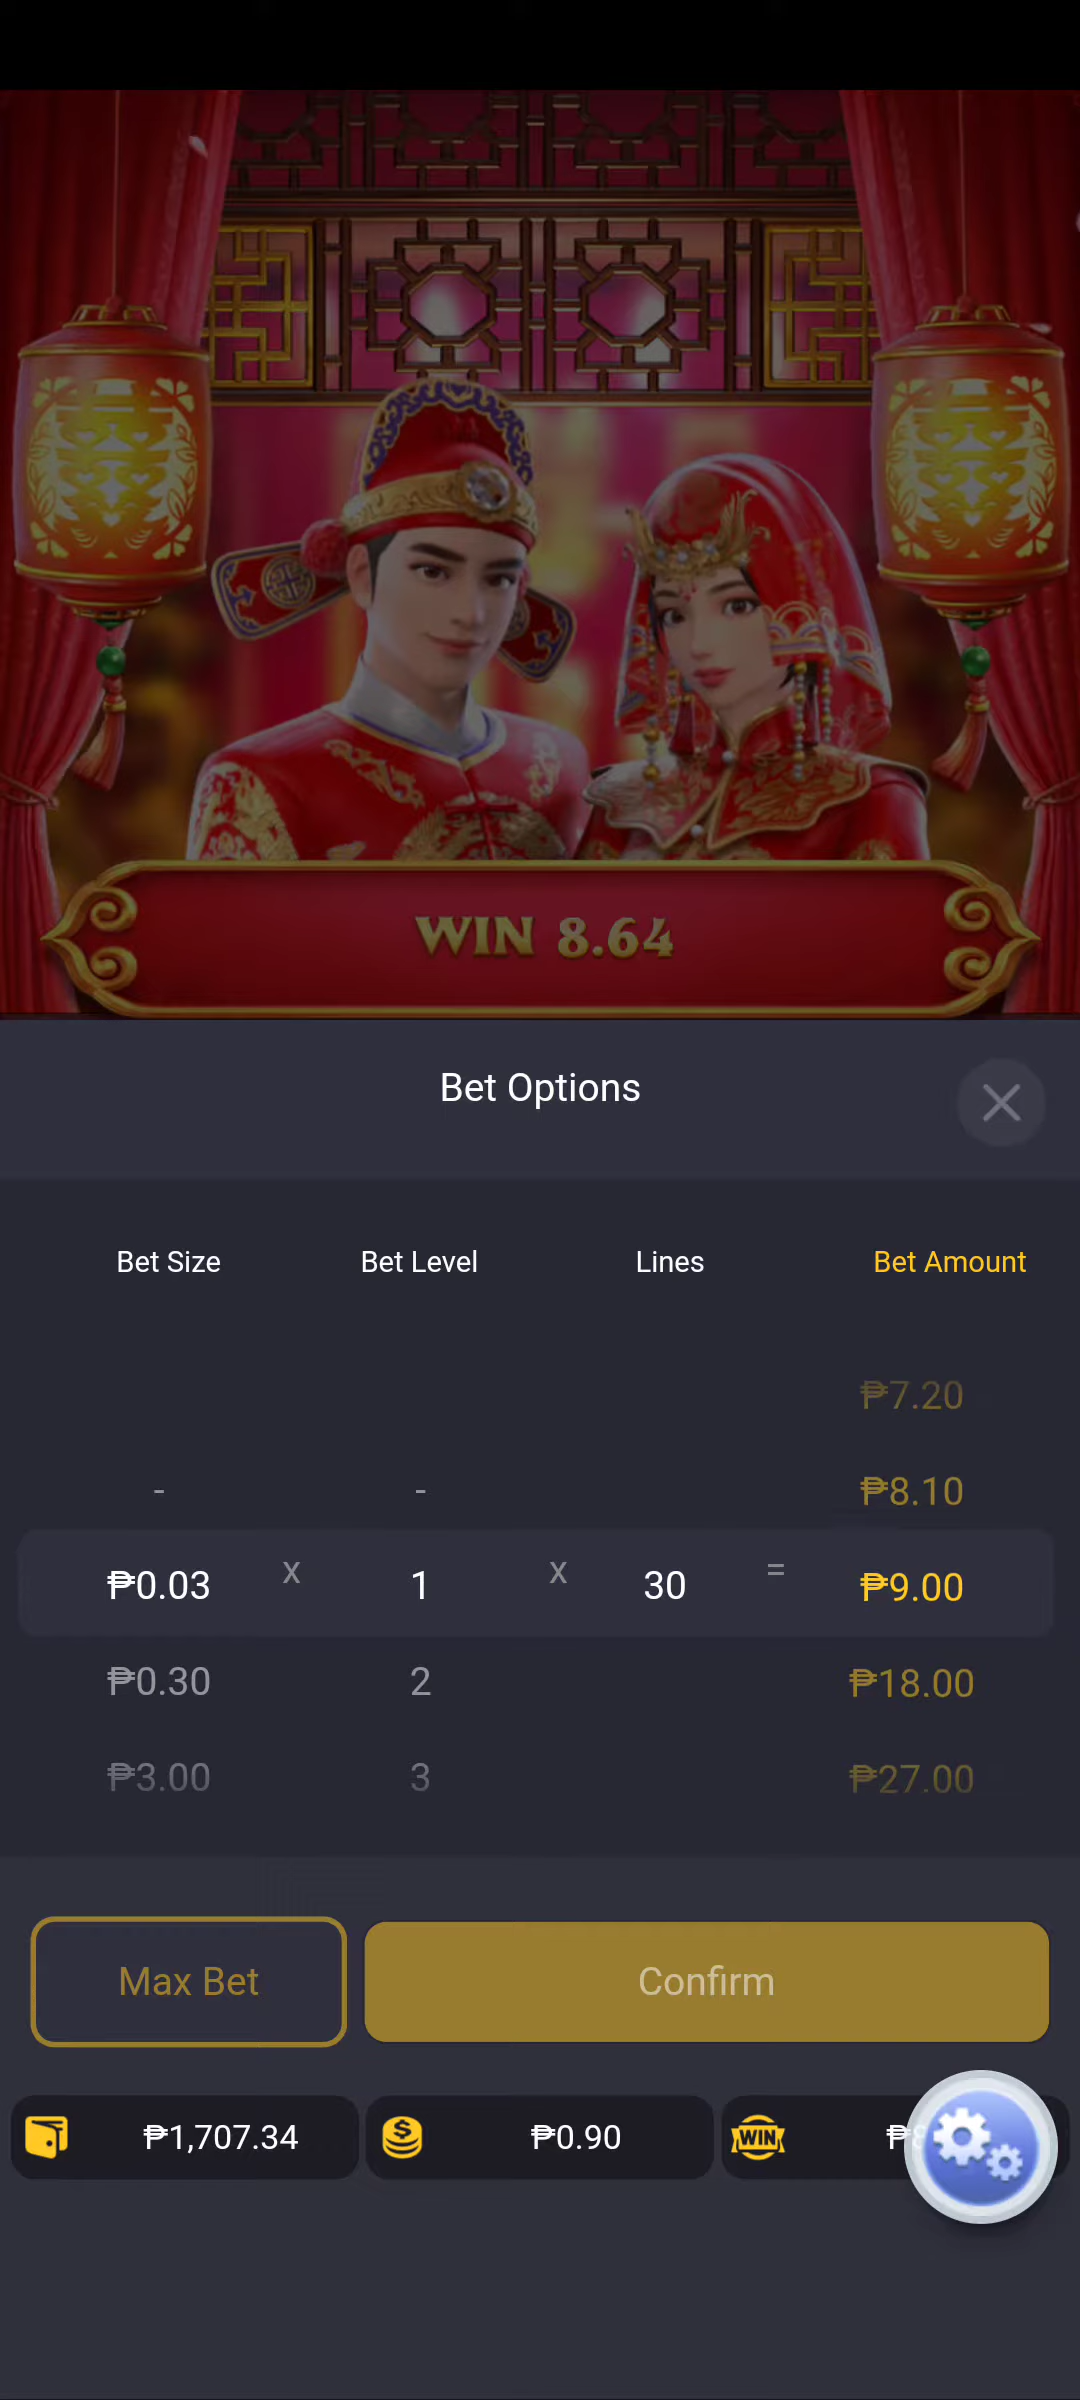 WIN 8.64
Bet Options
Bet Size Bet Level Lines Bet Amount
₱7.20
- - ₱8.10
₱0.03 x 1 x 30 = ₱9.00
₱0.30 2 ₱18.00
₱3.00 3 ₱27.00
Max Bet Confirm
₱1,707.34 ₱0.90 WIN